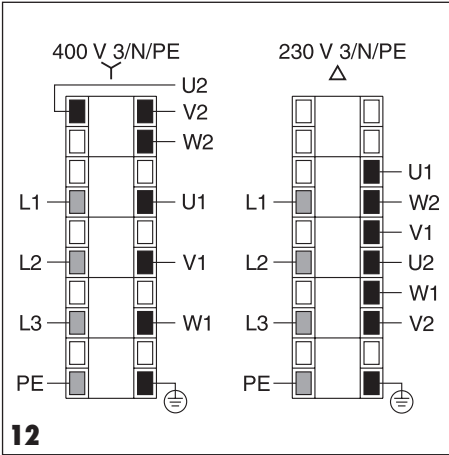 400 V 3/N/PE
U2
V2
W2
L1 U1
L2 V1
L3 W1
PE
230 V 3/N/PE
U1
L1 W2
V1
L2 U2
W1
L3 V2
PE
12